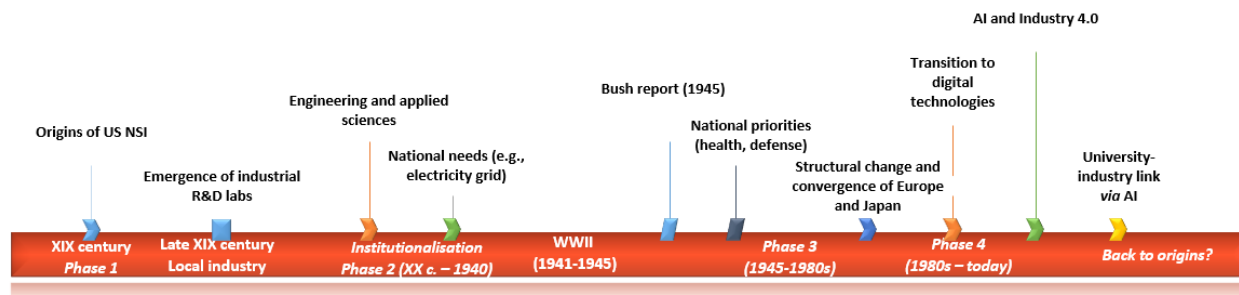 Origins of US NSI
Emergence of industrial
R&D labs
Engineering and applied
sciences
National needs (e.g.,
electricity grid)
Bush report (1945)
National priorities
(health, defense)
Structural change and
convergence of Europe
and Japan
Transition to
digital
technologies
AI and Industry 4.0
University-
industry link
via AI
XIX century
Phase 1
Late XIX century
Local industry
Institutionalisation
Phase 2 (XX c. – 1940)
WWII
(1941-1945)
Phase 3
(1945-1980s)
Phase 4
(1980s – today)
Back to origins?